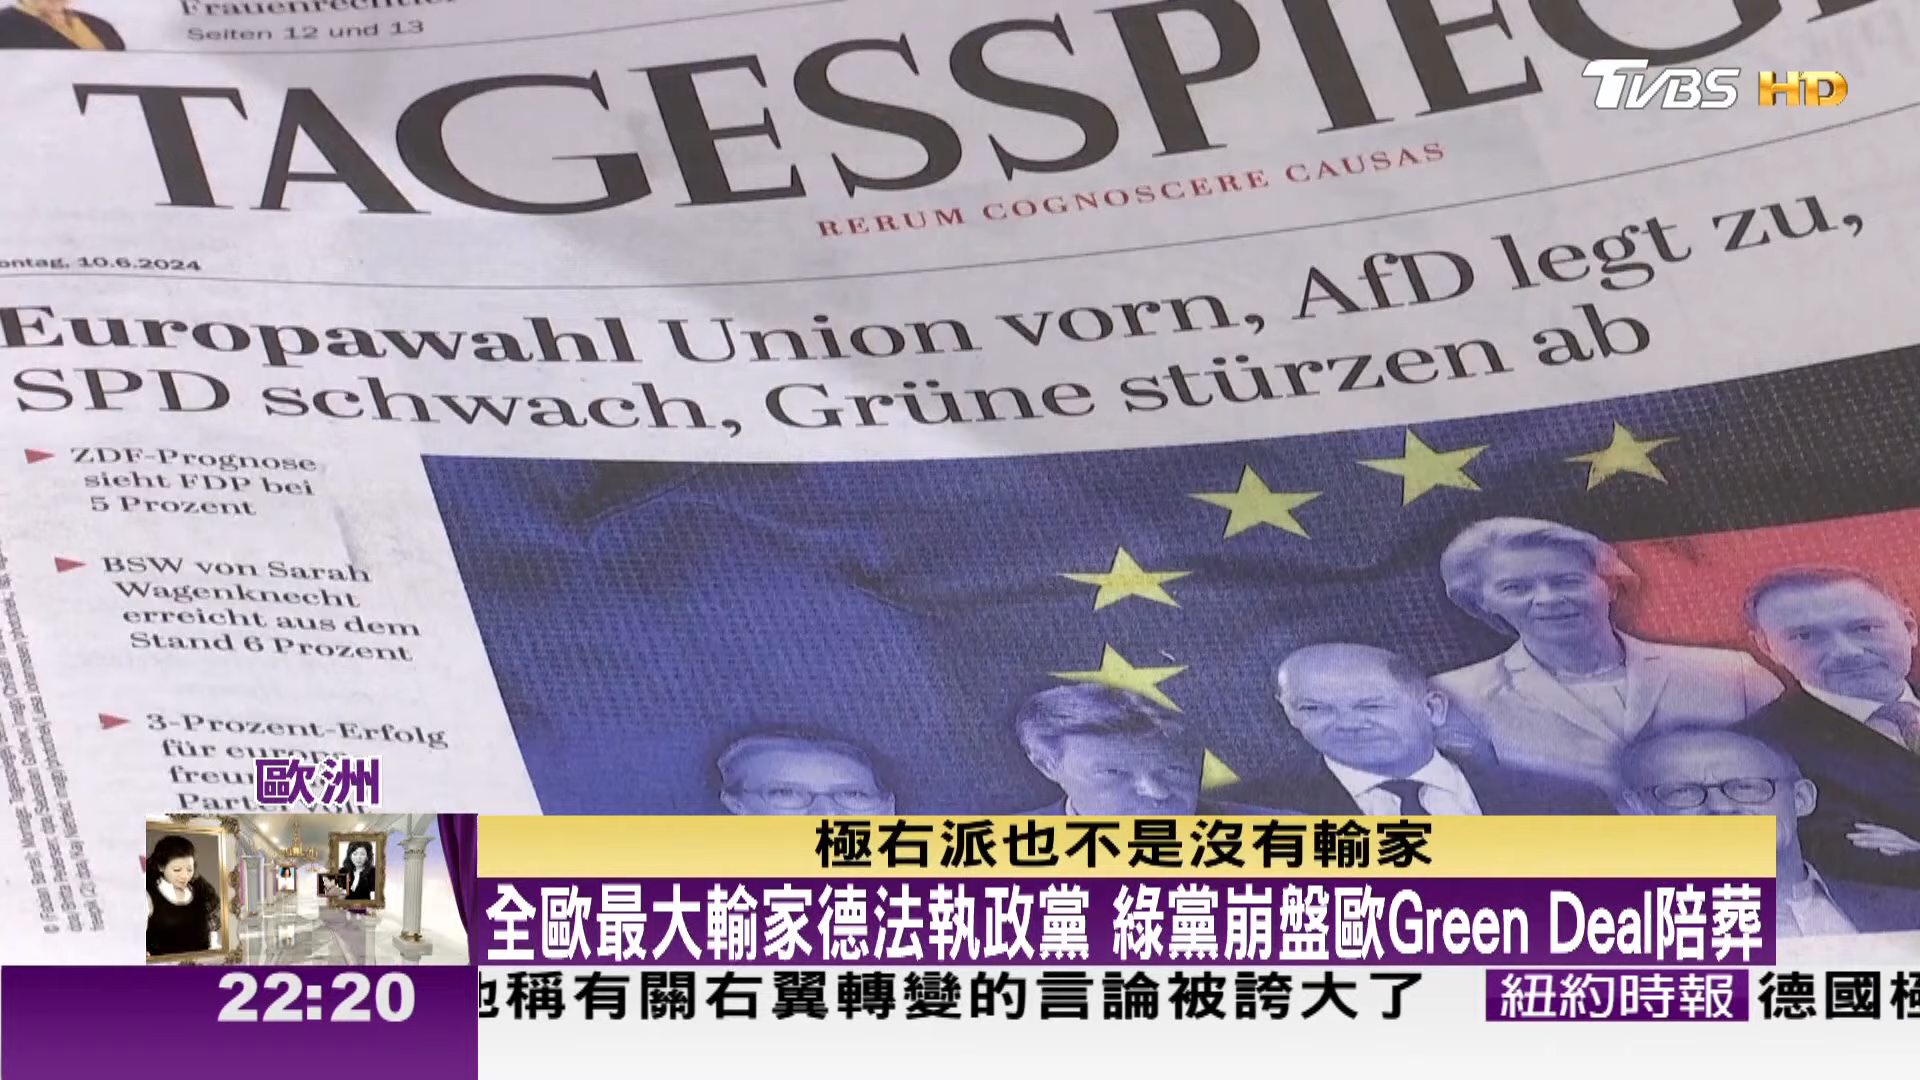 Frauenrechtler
Seiten 12 und 13
TAGESSPIEG
TVBS HD
RERUM COGNOSCERE CAUSAS
ontag, 10.6.2024
Europawahl Union vorn, AfD legt zu,
SPD schwach, Grüne stürzen ab
ZDF-Prognose
sieht FDP bei
5 Prozent
BSW von Sarah
Wagenknecht
erreicht aus dem
Stand 6 Prozent
3-Prozent-Erfolg
für europa
歐洲
極右派也不是沒有輸家
全歐最大輸家德法執政黨 綠黨崩盤歐Green Deal陪葬
22:20
稱有關右翼轉變的言論被誇大了 紐約時報 德國極